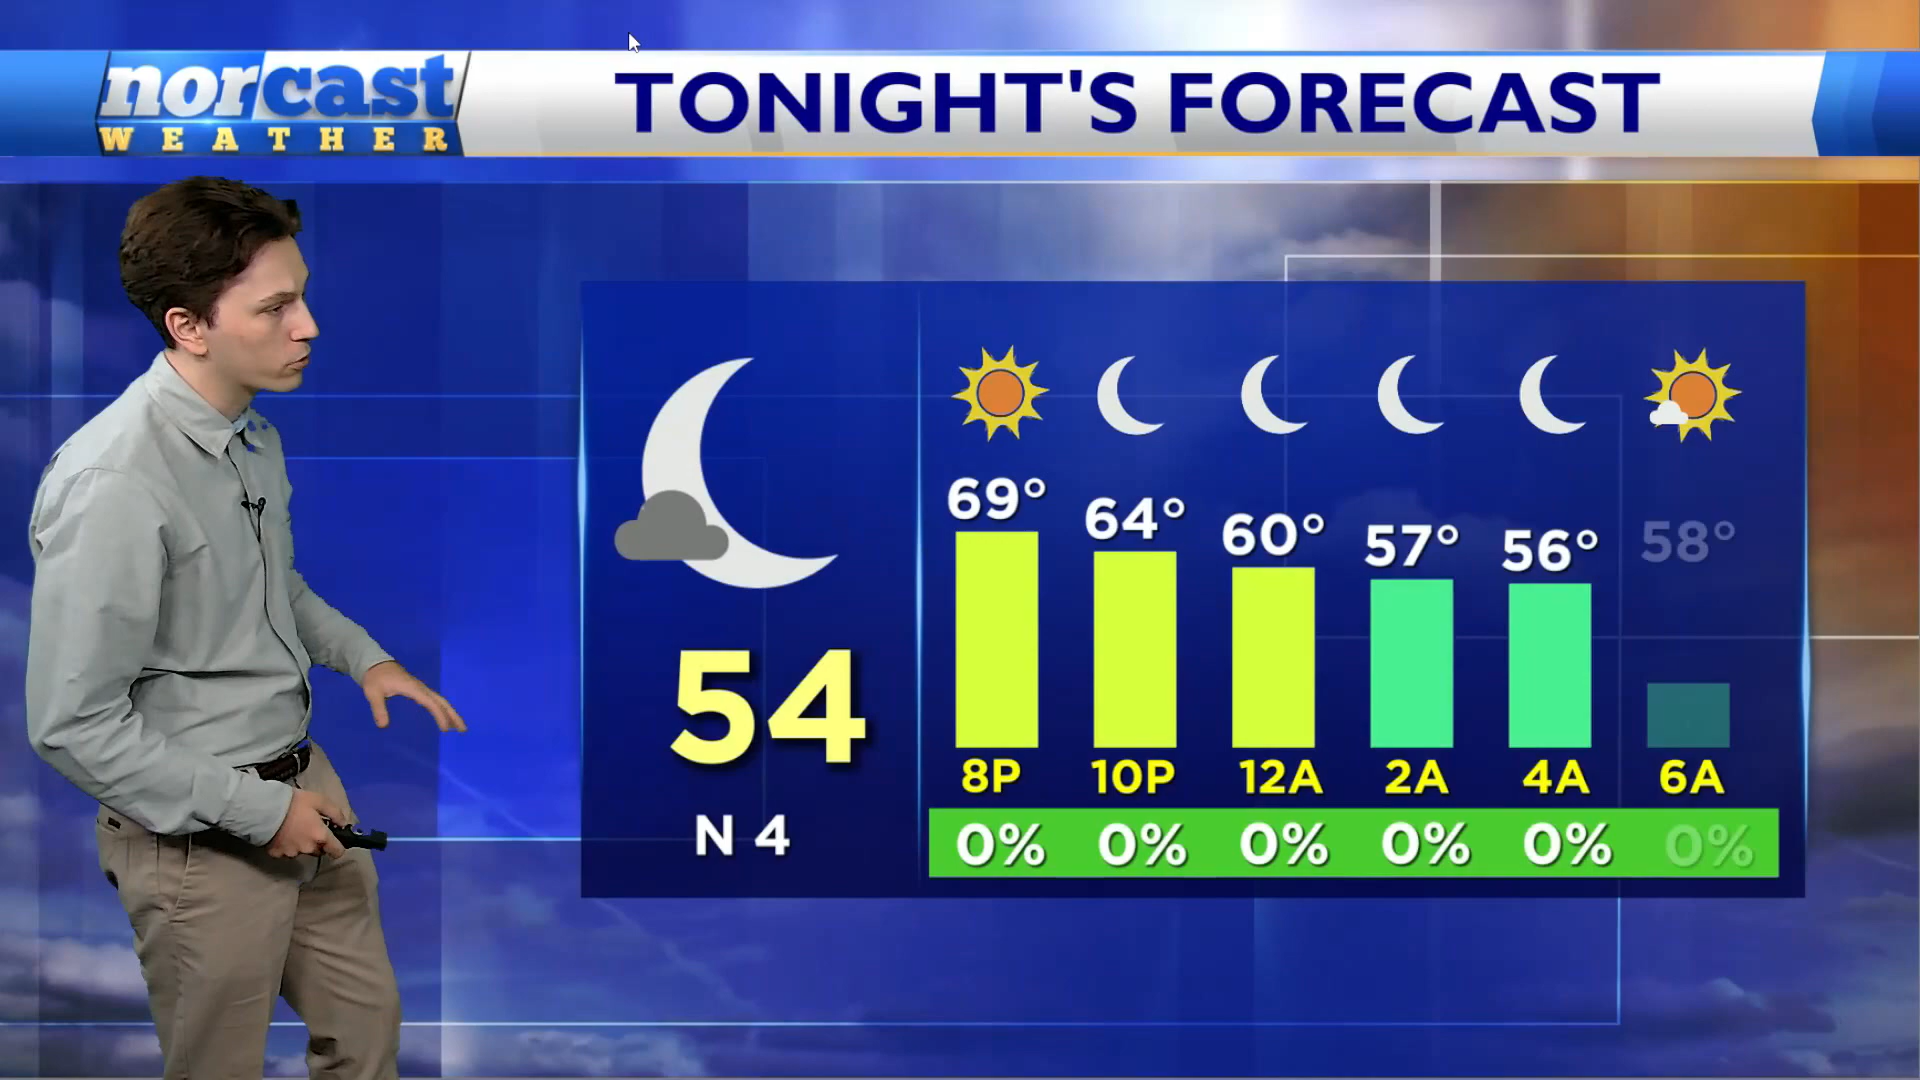 norcast
WEATHER
TONIGHT'S FORECAST
69° 64° 60° 57° 56° 58°
54
N 4
8P 10P 12A 2A 4A 6A
0% 0% 0% 0% 0% 0%